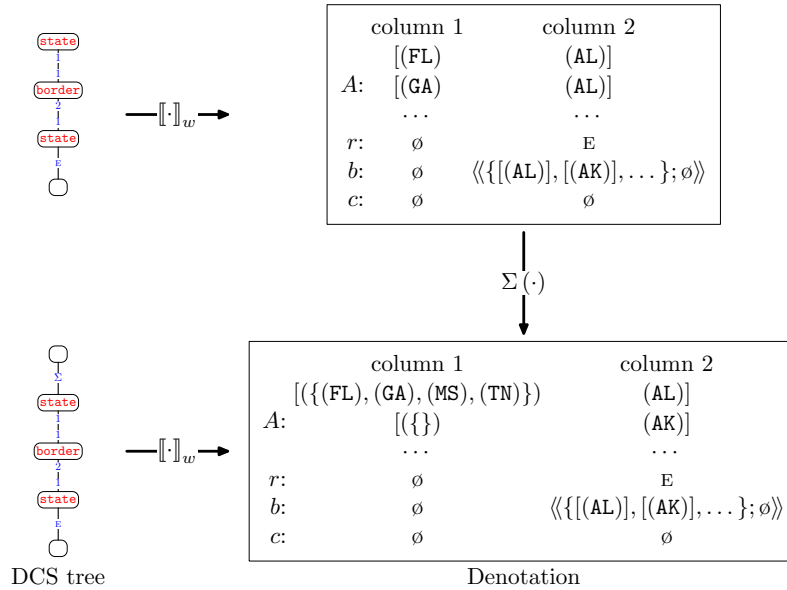 state
1
1
border
2
1
state
E
⟦·⟧w
column 1 column 2
[(FL) (AL)]
A: [(GA) (AL)]
... ...
r: ø E
b: ø ⟪{[(AL)], [(AK)], ...}; ø⟫
c: ø ø
Σ (·)
Σ
state
1
1
border
2
1
state
E
⟦·⟧w
column 1 column 2
[({(FL), (GA), (MS), (TN)}) (AL)]
A: [({}) (AK)]
... ...
r: ø E
b: ø ⟪{[(AL)], [(AK)], ...}; ø⟫
c: ø ø
DCS tree Denotation